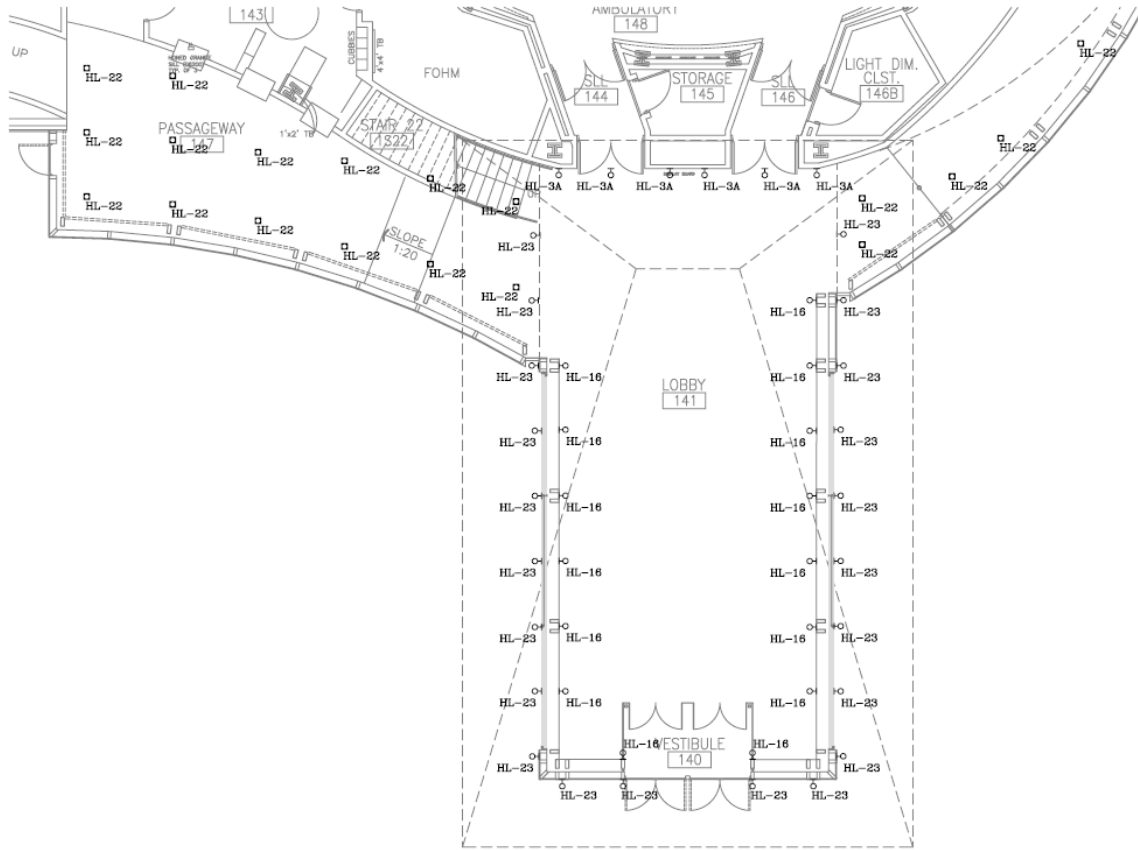 AMBULATORY
148
143
UP
CUBBIES
4'x4' TB
FOHM
HL-22
HL-22
HL-22
SLL
144
STORAGE
145
SLL
146
LIGHT DIM.
CLST.
146B
PASSAGEWAY
147
1'x2' TB
STAIR 22
1S22
HL-22
HL-22
HL-22
HL-22
HL-22
HL-22
HL-3A
HL-3A
HL-3A
HL-3A
HL-22
HL-22
HL-22
HL-22
HL-22
HL-22
HL-23
HL-23
SLOPE
1:20
HL-22
HL-22
HL-22
HL-22
HL-23
HL-16
HL-23
HL-23
HL-16
LOBBY
141
HL-16
HL-23
HL-23
HL-16
HL-16
HL-23
HL-23
HL-16
HL-16
HL-23
HL-23
HL-16
HL-16
HL-23
HL-23
HL-16
HL-16
HL-23
HL-23
HL-16
HL-16
HL-23
HL-16
VESTIBULE
140
HL-16
HL-23
HL-23
HL-23
HL-23
HL-23
HL-23